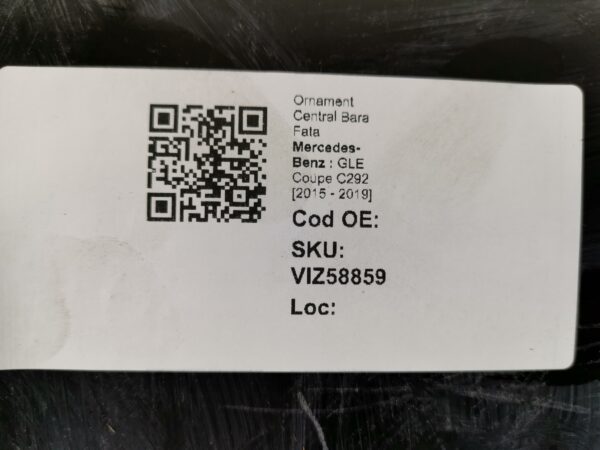 Ornament
Central Bara
Fata
Mercedes-
Benz : GLE
Coupe C292
[2015 - 2019]
Cod OE:
SKU:
VIZ58859
Loc: